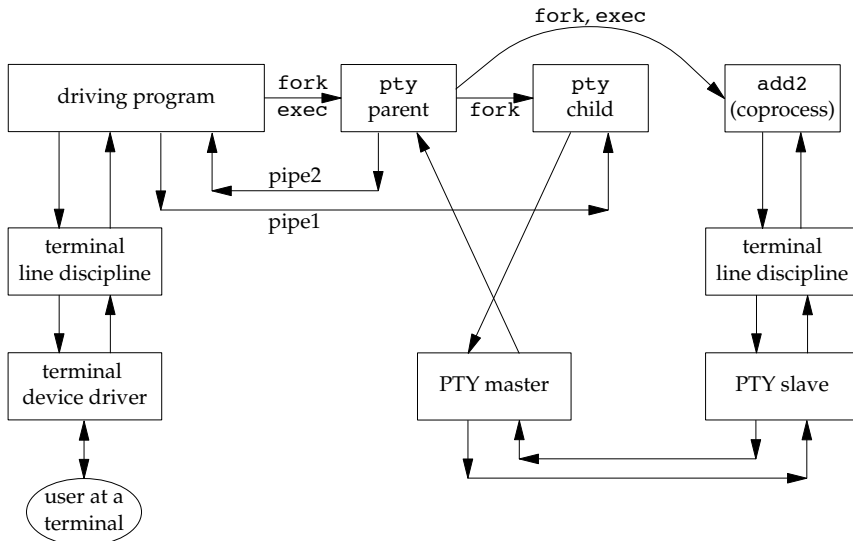 fork, exec
driving program
fork
exec
pty
parent
fork
pty
child
add2
(coprocess)
pipe2
pipe1
terminal
line discipline
terminal
line discipline
terminal
device driver
PTY master
PTY slave
user at a
terminal